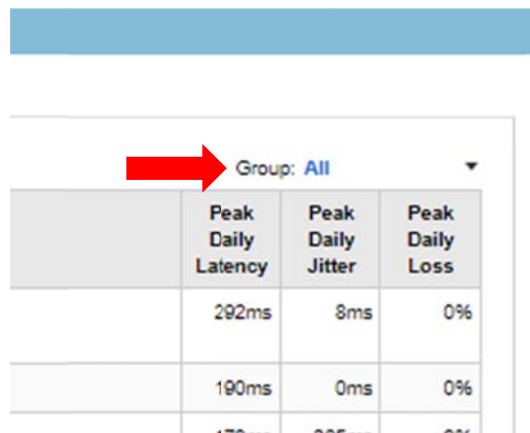 Group: All
Peak Daily Latency
Peak Daily Jitter
Peak Daily Loss
292ms 8ms 0%
190ms 0ms 0%